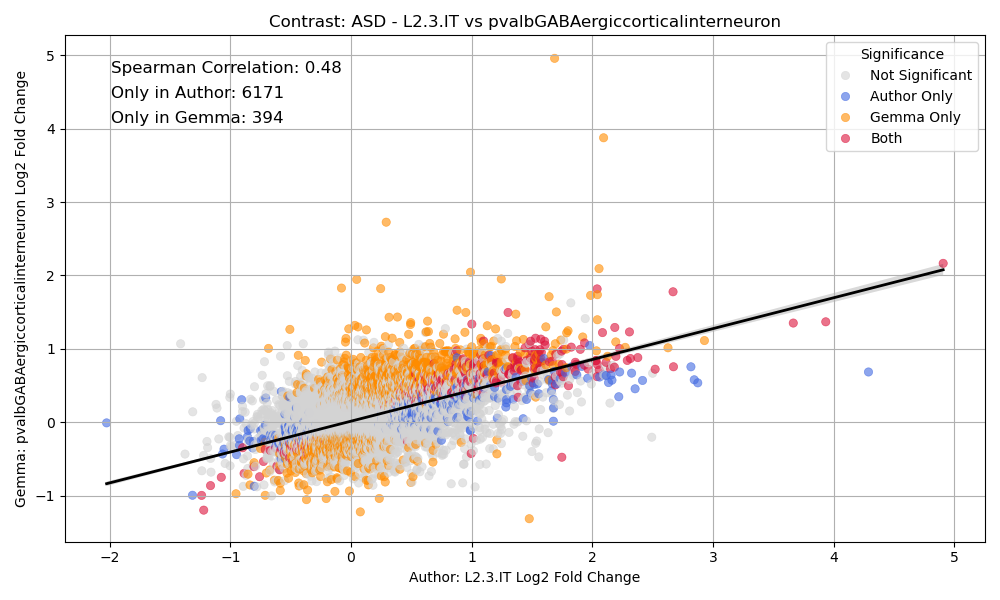 Contrast: ASD - L2.3.IT vs pvalbGABAergiccorticalinterneuron
Spearman Correlation: 0.48
Only in Author: 6171
Only in Gemma: 394
Significance
Not Significant
Author Only
Gemma Only
Both
Gemma: pvalbGABAergiccorticalinterneuron Log2 Fold Change
5
4
3
2
1
0
−1
−2
−1
0
1
2
3
4
5
Author: L2.3.IT Log2 Fold Change